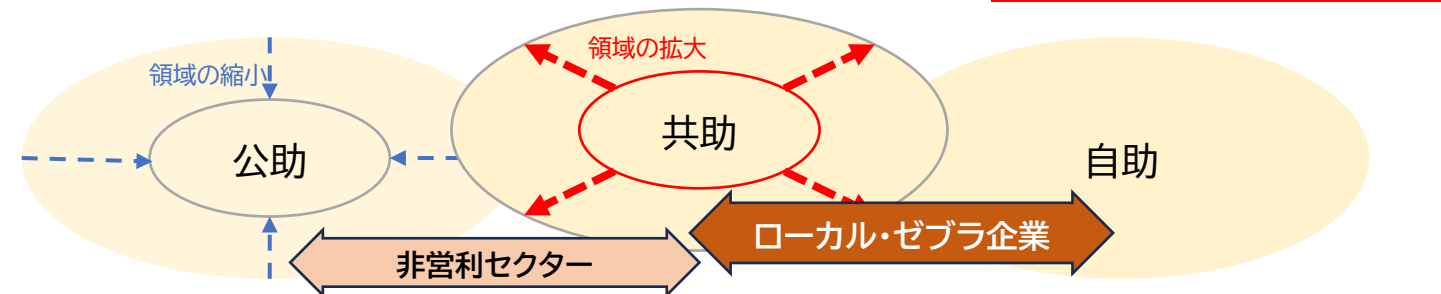 領域の拡大
領域の縮小
共助
公助
自助
ローカル・ゼブラ企業
非営利セクター